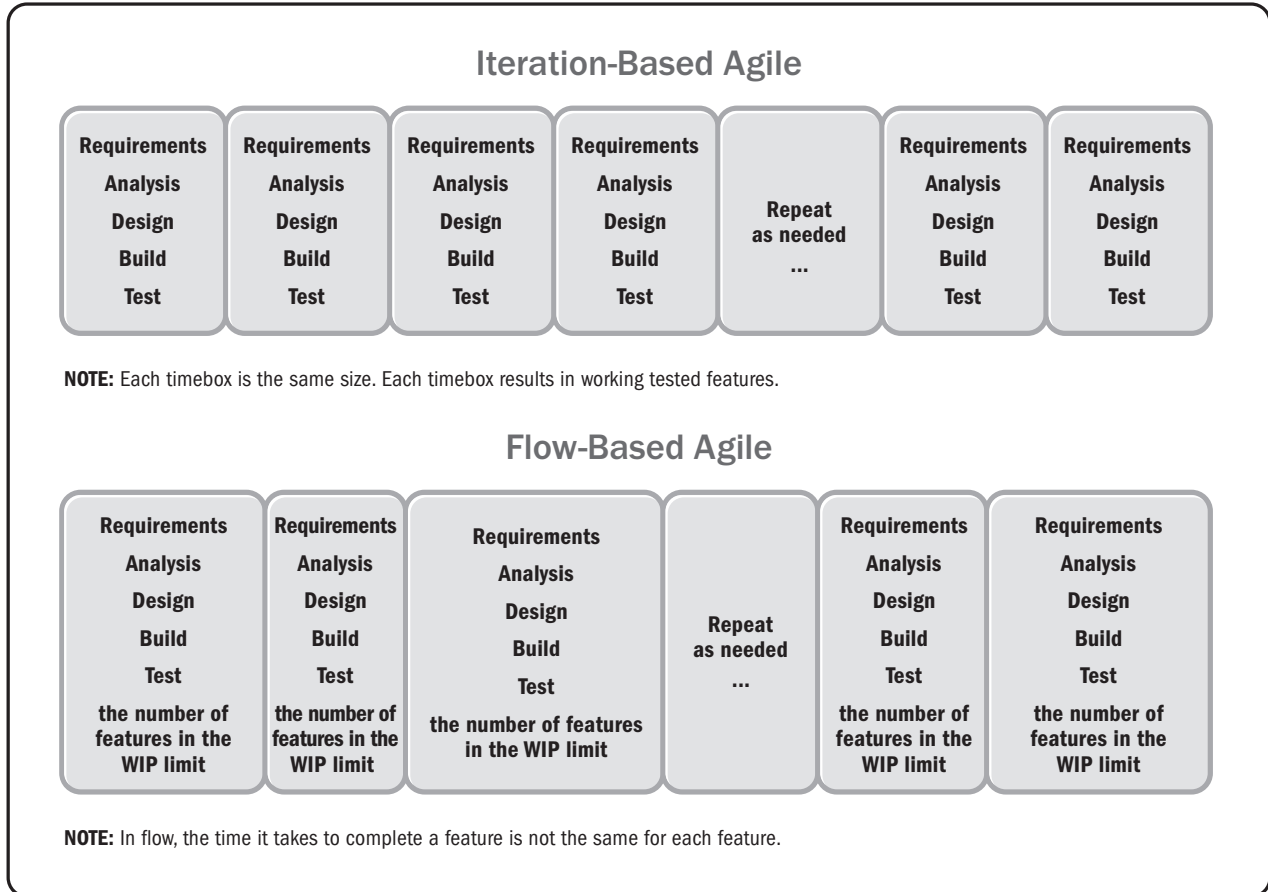 Iteration-Based Agile
Requirements
Analysis
Design
Build
Test
Requirements
Analysis
Design
Build
Test
Requirements
Analysis
Design
Build
Test
Requirements
Analysis
Design
Build
Test
Repeat
as needed
...
Requirements
Analysis
Design
Build
Test
Requirements
Analysis
Design
Build
Test
NOTE: Each timebox is the same size. Each timebox results in working tested features.
Flow-Based Agile
Requirements
Analysis
Design
Build
Test
the number of
features in the
WIP limit
Requirements
Analysis
Design
Build
Test
the number of
features in the
WIP limit
Requirements
Analysis
Design
Build
Test
the number of features
in the WIP limit
Repeat
as needed
...
Requirements
Analysis
Design
Build
Test
the number of
features in the
WIP limit
Requirements
Analysis
Design
Build
Test
the number of
features in the
WIP limit
NOTE: In flow, the time it takes to complete a feature is not the same for each feature.